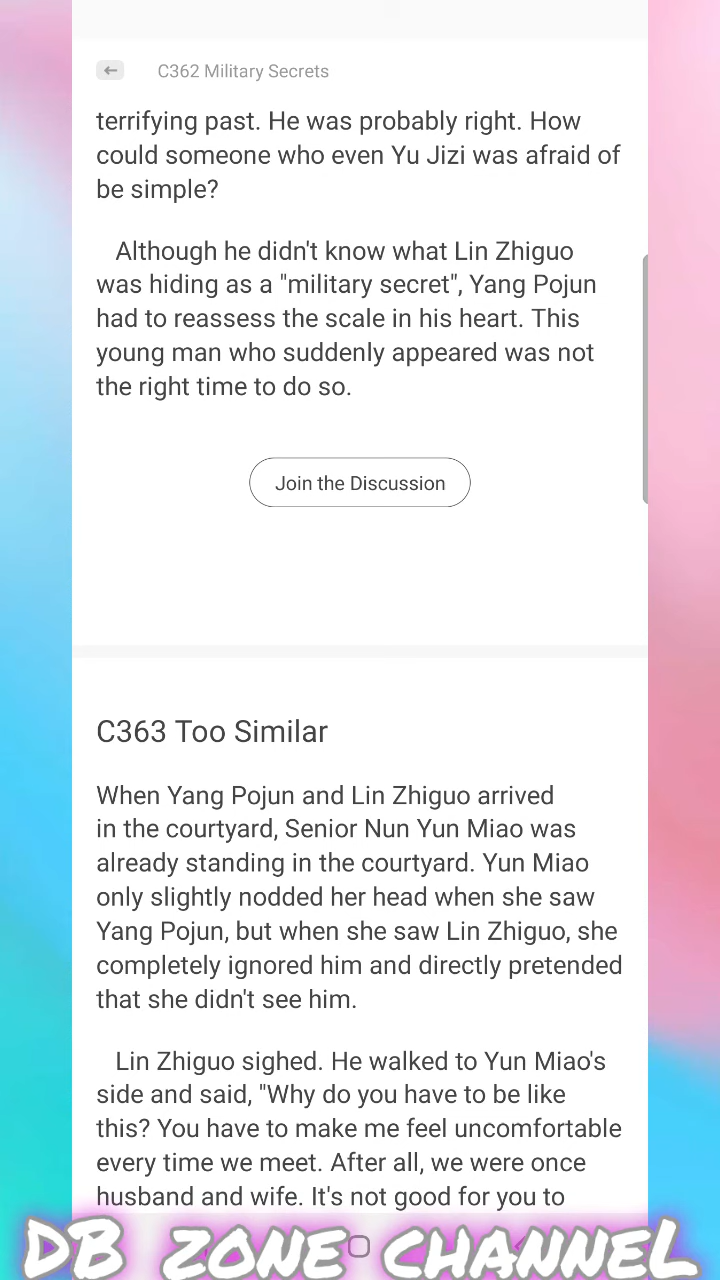 C362 Military Secrets
terrifying past. He was probably right. How
could someone who even Yu Jizi was afraid of
be simple?
Although he didn't know what Lin Zhiguo
was hiding as a "military secret", Yang Pojun
had to reassess the scale in his heart. This
young man who suddenly appeared was not
the right time to do so.
Join the Discussion
C363 Too Similar
When Yang Pojun and Lin Zhiguo arrived
in the courtyard, Senior Nun Yun Miao was
already standing in the courtyard. Yun Miao
only slightly nodded her head when she saw
Yang Pojun, but when she saw Lin Zhiguo, she
completely ignored him and directly pretended
that she didn't see him.
Lin Zhiguo sighed. He walked to Yun Miao's
side and said, "Why do you have to be like
this? You have to make me feel uncomfortable
every time we meet. After all, we were once
husband and wife. It's not good for you to
DB ZONE CHANNEL